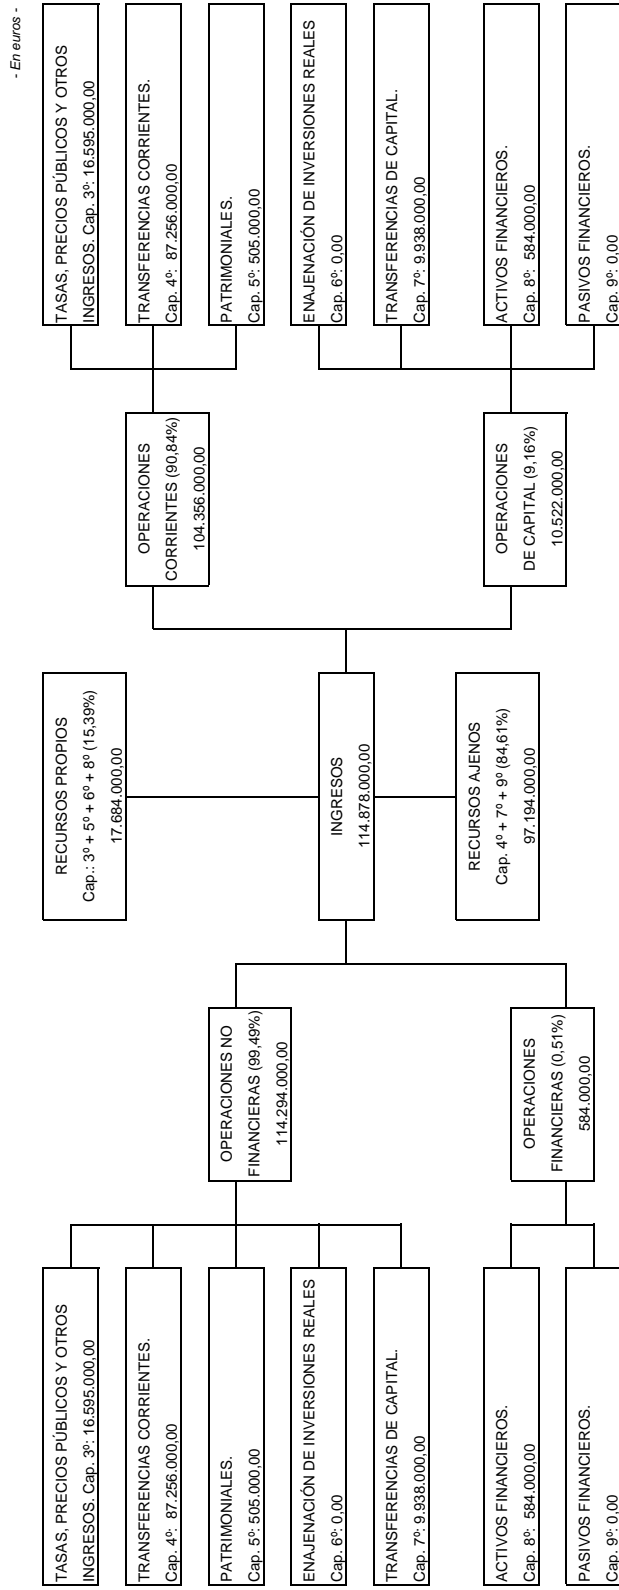 - En euros -
TASAS, PRECIOS PÚBLICOS Y OTROS
INGRESOS. Cap. 3º: 16.595.000,00
TRANSFERENCIAS CORRIENTES.
Cap. 4º: 87.256.000,00
PATRIMONIALES.
Cap. 5º: 505.000,00
ENAJENACIÓN DE INVERSIONES REALES
Cap. 6º: 0,00
TRANSFERENCIAS DE CAPITAL.
Cap. 7º: 9.938.000,00
ACTIVOS FINANCIEROS.
Cap. 8º: 584.000,00
PASIVOS FINANCIEROS.
Cap. 9º: 0,00
OPERACIONES NO
FINANCIERAS (99,49%)
114.294.000,00
OPERACIONES
FINANCIERAS (0,51%)
584.000,00
RECURSOS PROPIOS
Cap.: 3º + 5º + 6º + 8º (15,39%)
17.684.000,00
INGRESOS
114.878.000,00
RECURSOS AJENOS
Cap. 4º + 7º + 9º (84,61%)
97.194.000,00
OPERACIONES
CORRIENTES (90,84%)
104.356.000,00
OPERACIONES
DE CAPITAL (9,16%)
10.522.000,00
TASAS, PRECIOS PÚBLICOS Y OTROS
INGRESOS. Cap. 3º: 16.595.000,00
TRANSFERENCIAS CORRIENTES.
Cap. 4º: 87.256.000,00
PATRIMONIALES.
Cap. 5º: 505.000,00
ENAJENACIÓN DE INVERSIONES REALES
Cap. 6º: 0,00
TRANSFERENCIAS DE CAPITAL.
Cap. 7º: 9.938.000,00
ACTIVOS FINANCIEROS.
Cap. 8º: 584.000,00
PASIVOS FINANCIEROS.
Cap. 9º: 0,00